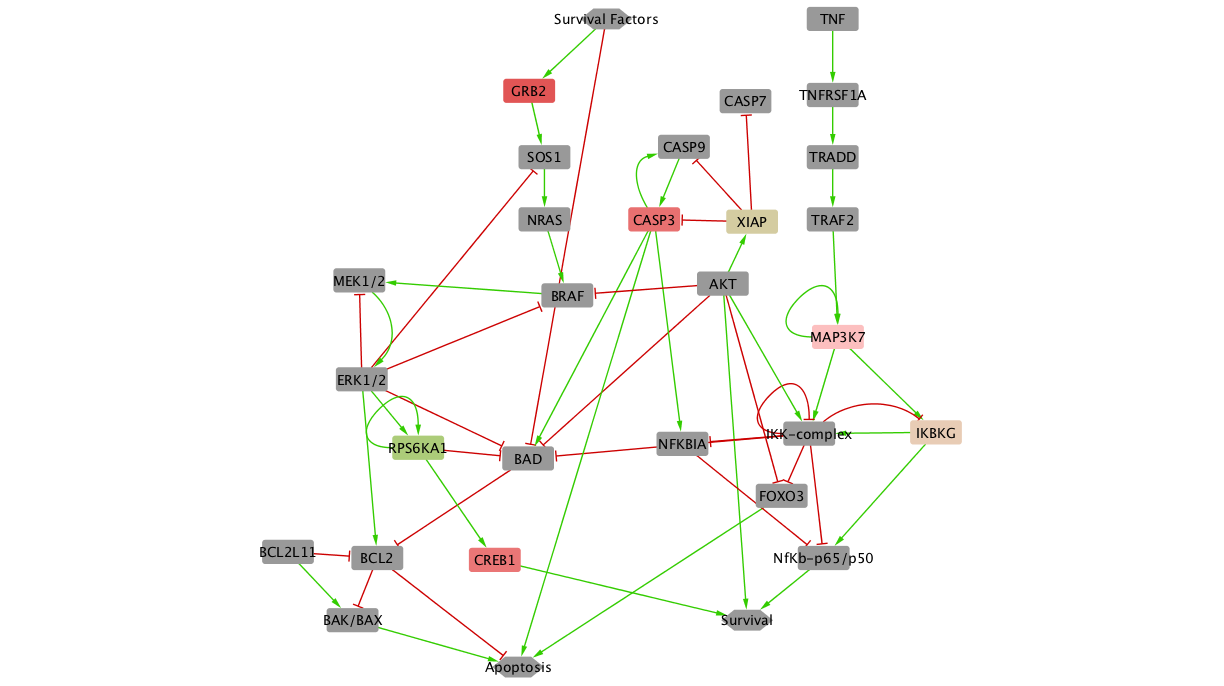 Survival Factors
TNF
GRB2
TNFRSF1A
CASP7
CASP9
SOS1
TRADD
CASP3
NRAS
XIAP
TRAF2
MEK1/2
AKT
BRAF
MAP3K7
ERK1/2
IKK-complex
IKBKG
NFKBIA
RPS6KA1
BAD
FOXO3
BCL2L11
BCL2
CREB1
NfKb-p65/p50
BAK/BAX
Survival
Apoptosis